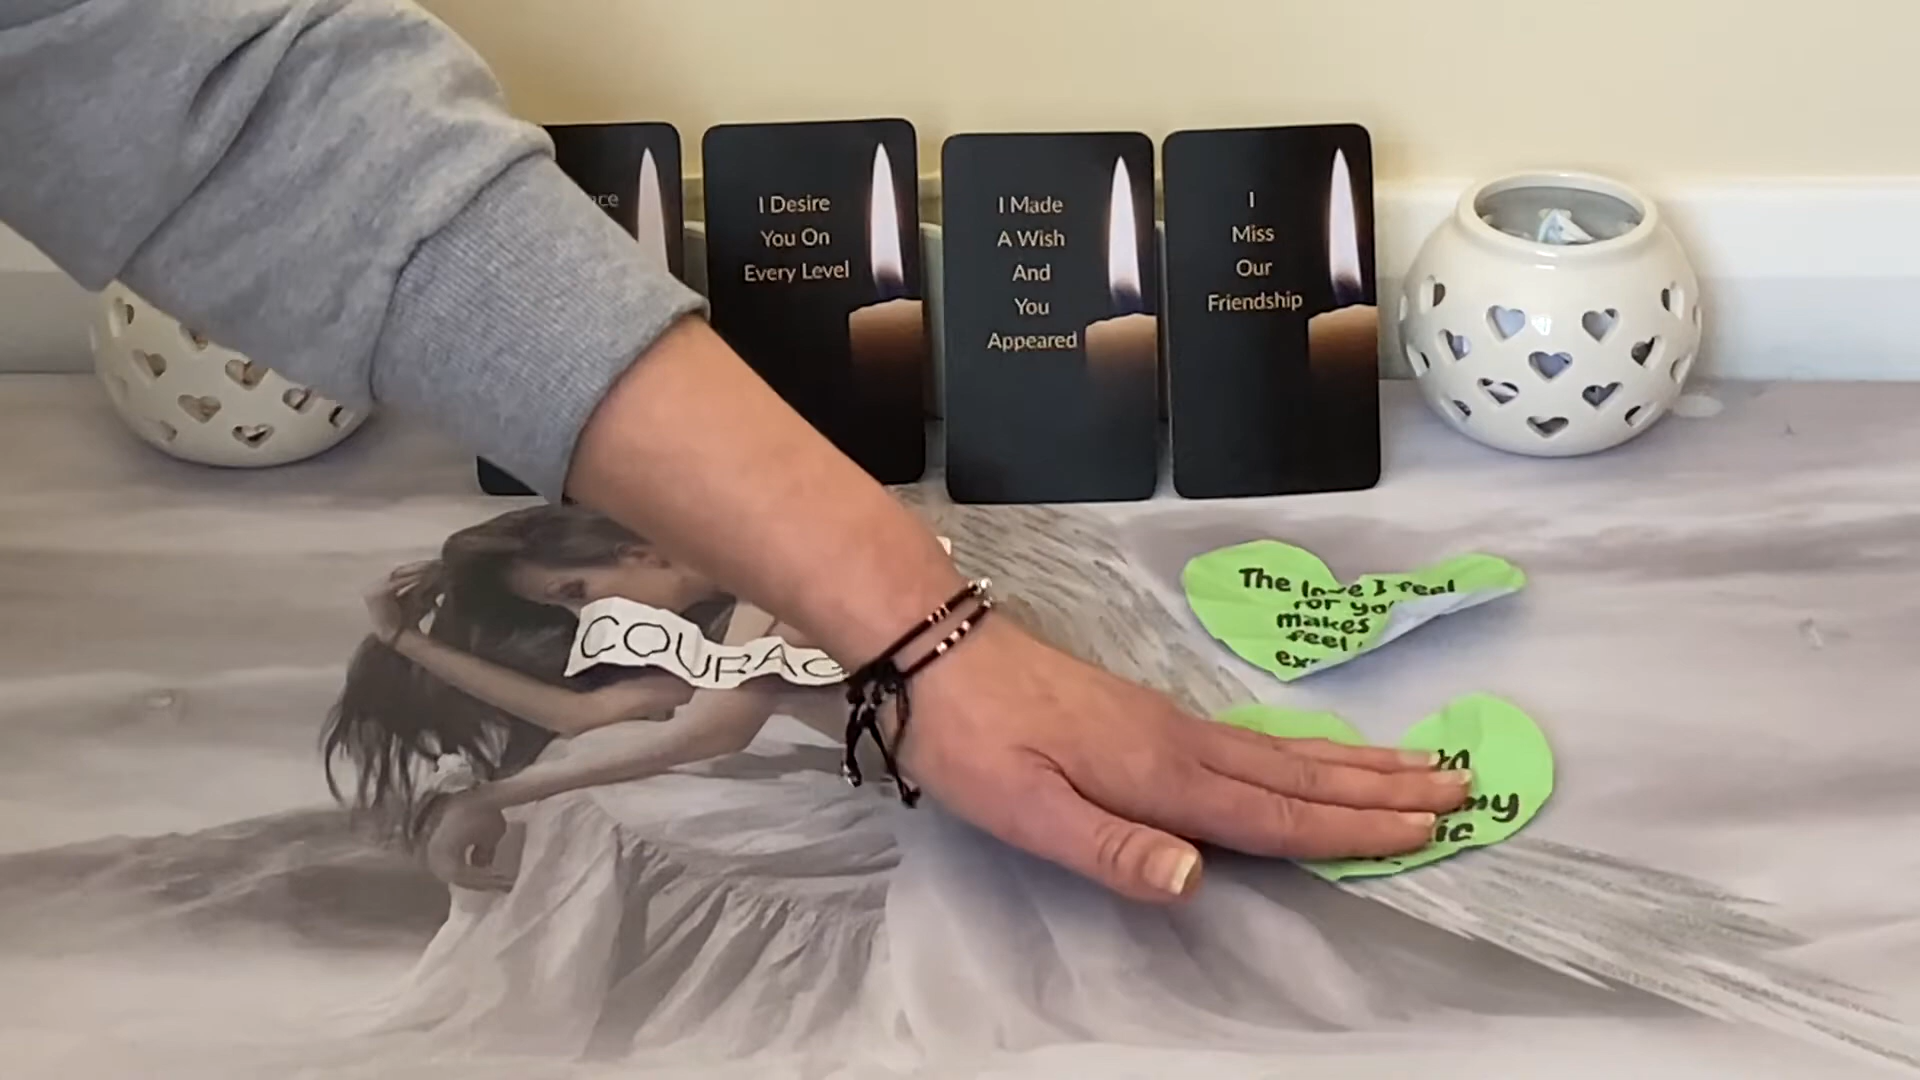 I Desire
You On
Every Level
I Made
A Wish
And
You
Appeared
I
Miss
Our
Friendship
The love I feel
for you
makes
feel
my